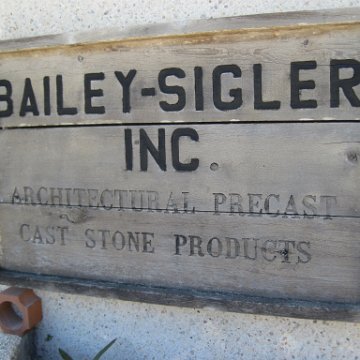 BAILEY-SIGLER
INC.
ARCHITECTURAL PRECAST
CAST STONE PRODUCTS